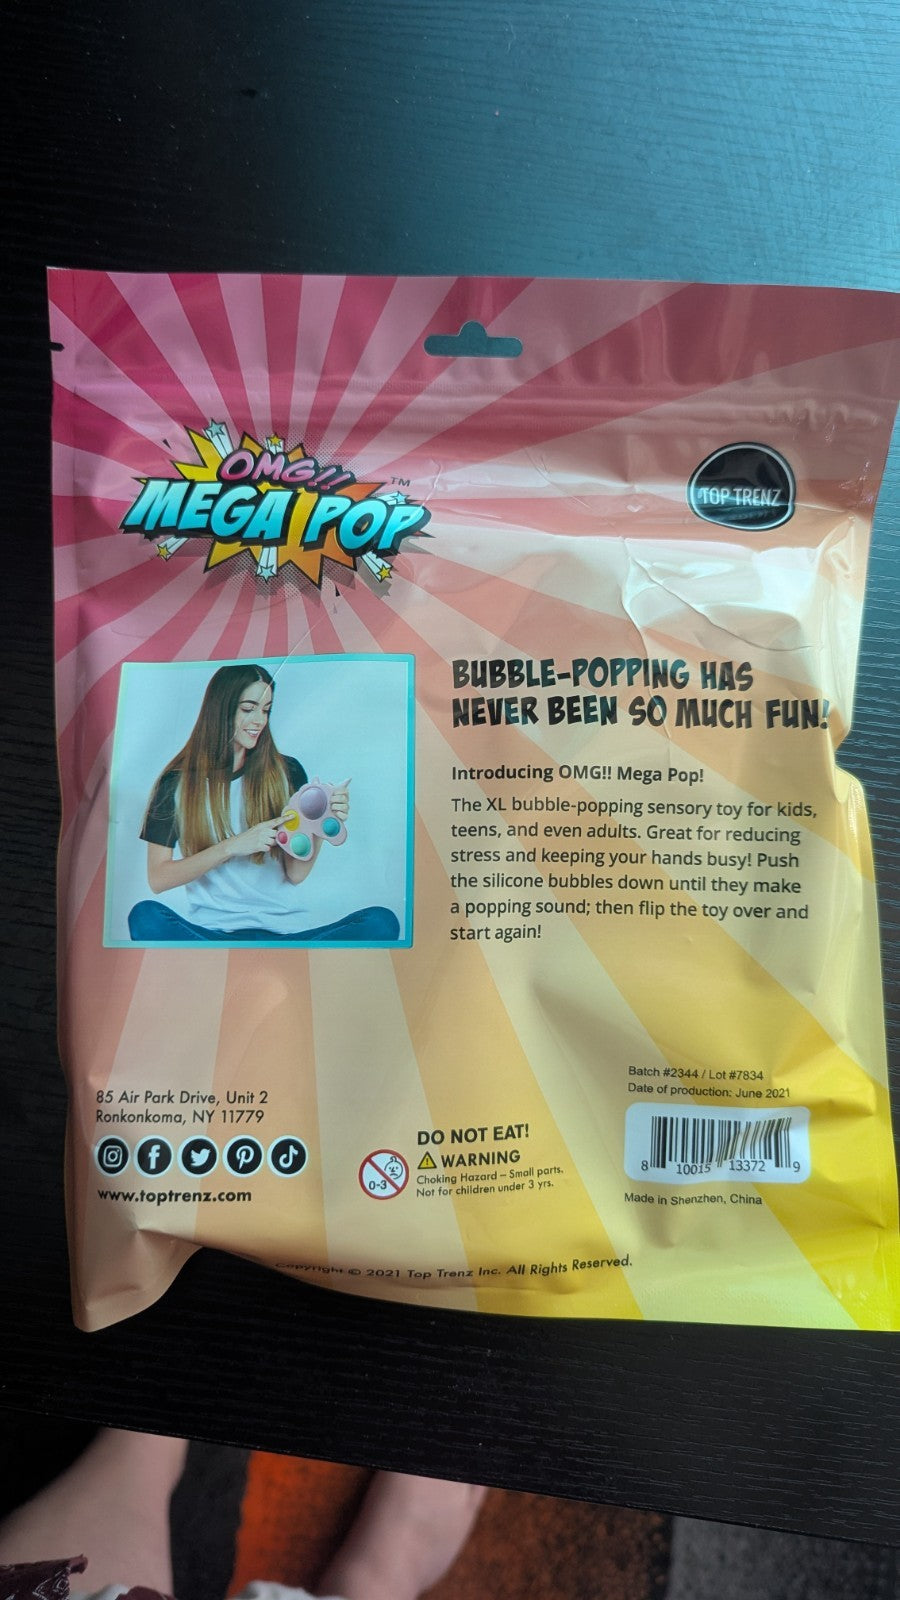 OMG!!
MEGA POP™
TOP TRENZ
BUBBLE-POPPING HAS
NEVER BEEN SO MUCH FUN!
Introducing OMG!! Mega Pop!
The XL bubble-popping sensory toy for kids,
teens, and even adults. Great for reducing
stress and keeping your hands busy! Push
the silicone bubbles down until they make
a popping sound; then flip the toy over and
start again!
85 Air Park Drive, Unit 2
Ronkonkoma, NY 11779
www.toptrenz.com
DO NOT EAT!
WARNING
Choking Hazard – Small parts.
Not for children under 3 yrs.
0-3
Batch #2344 / Lot #7834
Date of production: June 2021
8 10015 13372 9
Made in Shenzhen, China
Copyright © 2021 Top Trenz Inc. All Rights Reserved.